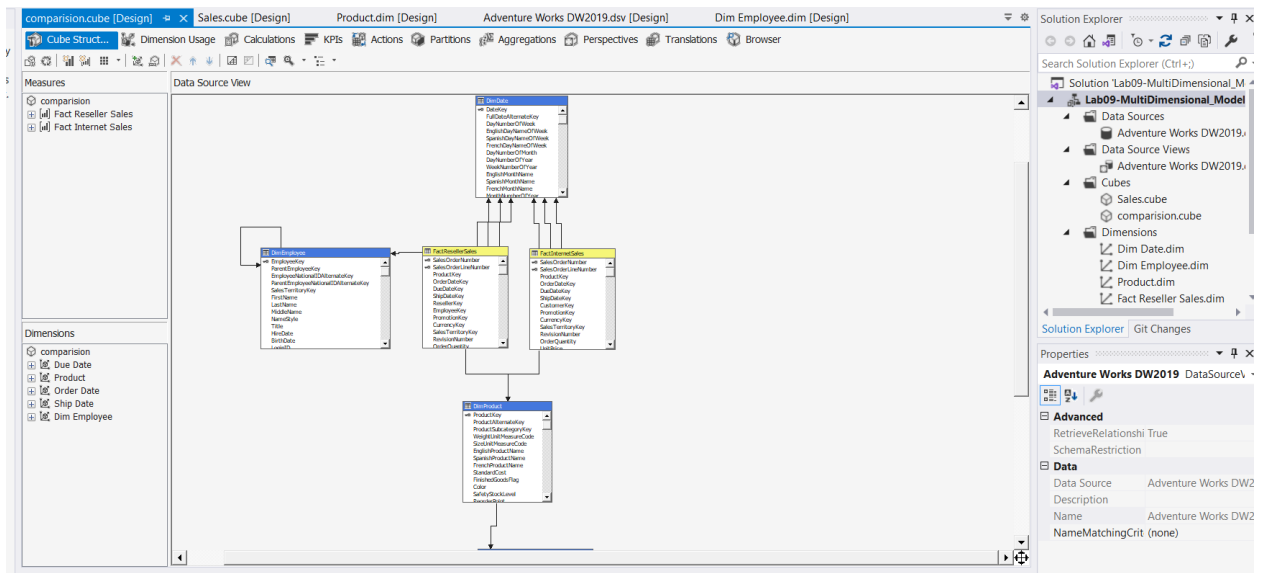 comparision.cube [Design]
Sales.cube [Design]
Product.dim [Design]
Adventure Works DW2019.dsv [Design]
Dim Employee.dim [Design]
Cube Struct...
Dimension Usage
Calculations
KPIs
Actions
Partitions
Aggregations
Perspectives
Translations
Browser
Measures
comparision
Fact Reseller Sales
Fact Internet Sales
Dimensions
comparision
Due Date
Product
Order Date
Ship Date
Dim Employee
Data Source View
DimDate
DateKey
FullDateAlternateKey
DayNumberOfWeek
EnglishDayNameOfWeek
SpanishDayNameOfWeek
FrenchDayNameOfWeek
DayNumberOfMonth
DayNumberOfYear
WeekNumberOfYear
EnglishMonthName
SpanishMonthName
FrenchMonthName
MonthNumberOfYear
DimEmployee
EmployeeKey
ParentEmployeeKey
EmployeeNationalIDAlternateKey
ParentEmployeeNationalIDAlternateKey
SalesTerritoryKey
FirstName
LastName
MiddleName
NameStyle
Title
HireDate
BirthDate
LoginID
FactResellerSales
SalesOrderNumber
SalesOrderLineNumber
ProductKey
OrderDateKey
DueDateKey
ShipDateKey
ResellerKey
EmployeeKey
PromotionKey
CurrencyKey
SalesTerritoryKey
RevisionNumber
OrderQuantity
FactInternetSales
SalesOrderNumber
SalesOrderLineNumber
ProductKey
OrderDateKey
DueDateKey
ShipDateKey
CustomerKey
PromotionKey
CurrencyKey
SalesTerritoryKey
RevisionNumber
OrderQuantity
UnitPrice
DimProduct
ProductKey
ProductAlternateKey
ProductSubcategoryKey
WeightUnitMeasureCode
SizeUnitMeasureCode
EnglishProductName
SpanishProductName
FrenchProductName
StandardCost
FinishedGoodsFlag
Color
SafetyStockLevel
ReorderPoint
Solution Explorer
Search Solution Explorer (Ctrl+;)
Solution 'Lab09-MultiDimensional_M
Lab09-MultiDimensional_Model
Data Sources
Adventure Works DW2019.
Data Source Views
Adventure Works DW2019.
Cubes
Sales.cube
comparision.cube
Dimensions
Dim Date.dim
Dim Employee.dim
Product.dim
Fact Reseller Sales.dim
Solution Explorer
Git Changes
Properties
Adventure Works DW2019 DataSource
Advanced
RetrieveRelationshi True
SchemaRestriction
Data
Data Source Adventure Works DW2
Description
Name Adventure Works DW2
NameMatchingCrit (none)